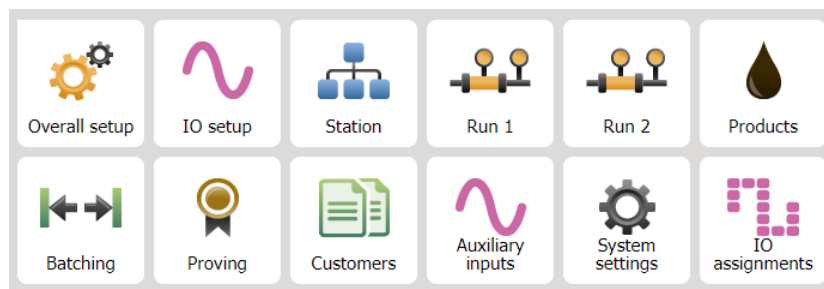 Overall setup
IO setup
Station
Run 1
Run 2
Products
Batching
Proving
Customers
Auxiliary
inputs
System
settings
IO
assignments